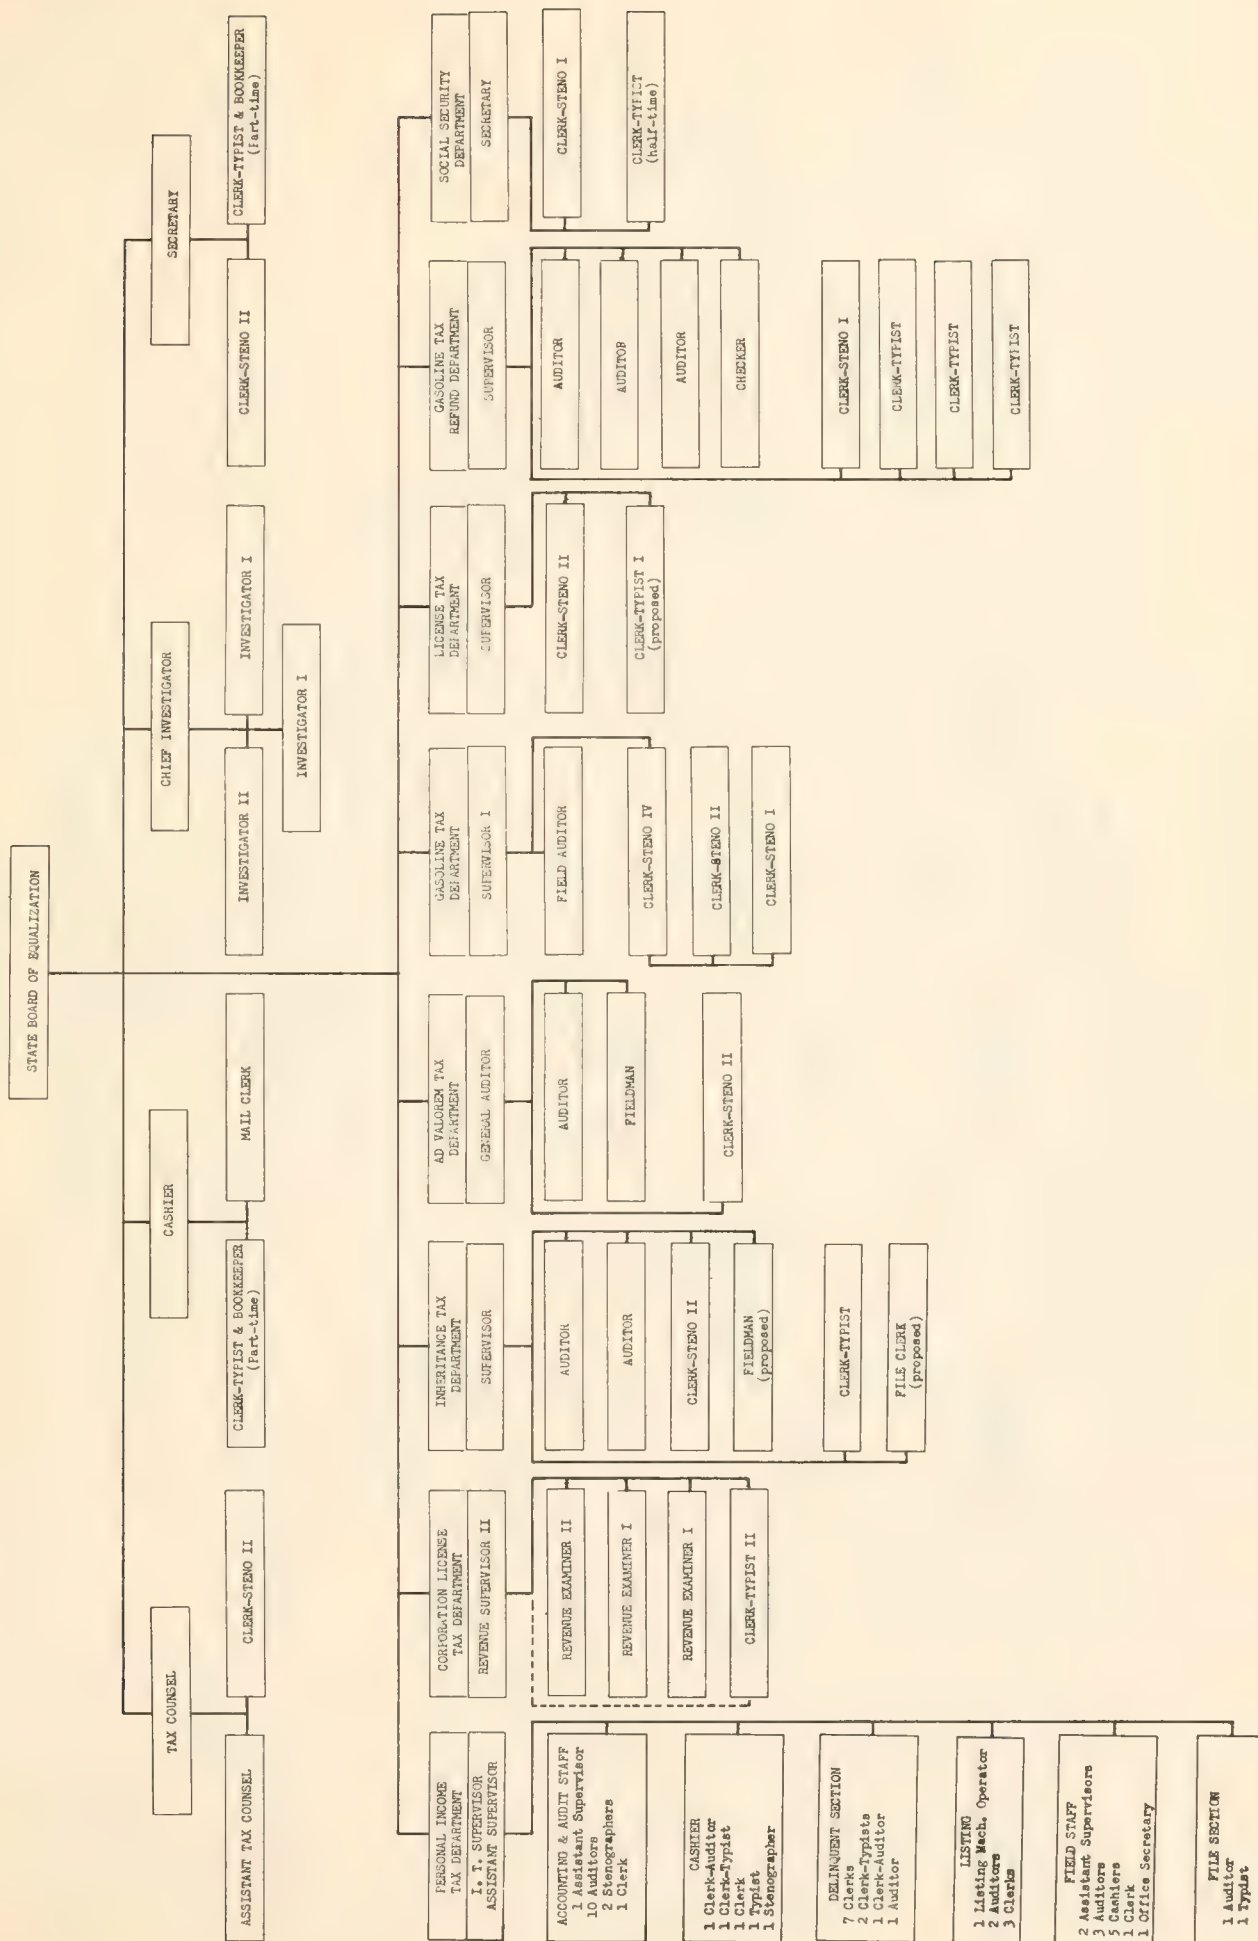 STATE BOARD OF EQUALIZATION
TAX COUNSEL
CASHIER
CHIEF INVESTIGATOR
SECRETARY
ASSISTANT TAX COUNSEL
CLERK-STENO II
CLERK-TYPIST & BOOKKEEPER
(Part-time)
MAIL CLERK
INVESTIGATOR II
INVESTIGATOR I
INVESTIGATOR I
CLERK-STENO II
CLERK-TYPIST & BOOKKEEPER
(Part-time)
PERSONAL INCOME
TAX DEPARTMENT
I. T. SUPERVISOR
ASSISTANT SUPERVISOR
ACCOUNTING & AUDIT STAFF
1 Assistant Supervisor
10 Auditors
2 Stenographers
1 Clerk
CASHIER
1 Clerk-Auditor
1 Clerk-Typist
1 Clerk
1 Typist
1 Stenographer
DELINQUENT SECTION
7 Clerks
2 Clerk-Typists
1 Clerk-Auditor
1 Auditor
LISTING
1 Listing Mach. Operator
2 Auditors
3 Clerks
FIELD STAFF
2 Assistant Supervisors
3 Auditors
5 Cashiers
1 Clerk
1 Office Secretary
FILE SECTION
1 Auditor
1 Typist
CORPORATION LICENSE
TAX DEPARTMENT
REVENUE SUPERVISOR II
REVENUE EXAMINER II
REVENUE EXAMINER I
REVENUE EXAMINER I
CLERK-TYPIST II
INHERITANCE TAX
DEPARTMENT
SUPERVISOR
AUDITOR
AUDITOR
CLERK-STENO II
FIELDMAN
(proposed)
CLERK-TYPIST
FILE CLERK
(proposed)
AD VALOREM TAX
DEPARTMENT
GENERAL AUDITOR
AUDITOR
FIELDMAN
CLERK-STENO II
GASOLINE TAX
DEPARTMENT
SUPERVISOR I
FIELD AUDITOR
CLERK-STENO IV
CLERK-STENO II
CLERK-STENO I
LICENSE TAX
DEPARTMENT
SUPERVISOR
CLERK-STENO II
CLERK-TYPIST I
(proposed)
GASOLINE TAX
REFUND DEPARTMENT
SUPERVISOR
AUDITOR
AUDITOR
AUDITOR
CHECKER
CLERK-STENO I
CLERK-TYPIST
CLERK-TYPIST
CLERK-TYPIST
SOCIAL SECURITY
DEPARTMENT
SECRETARY
CLERK-STENO I
CLERK-TYPIST
(half-time)